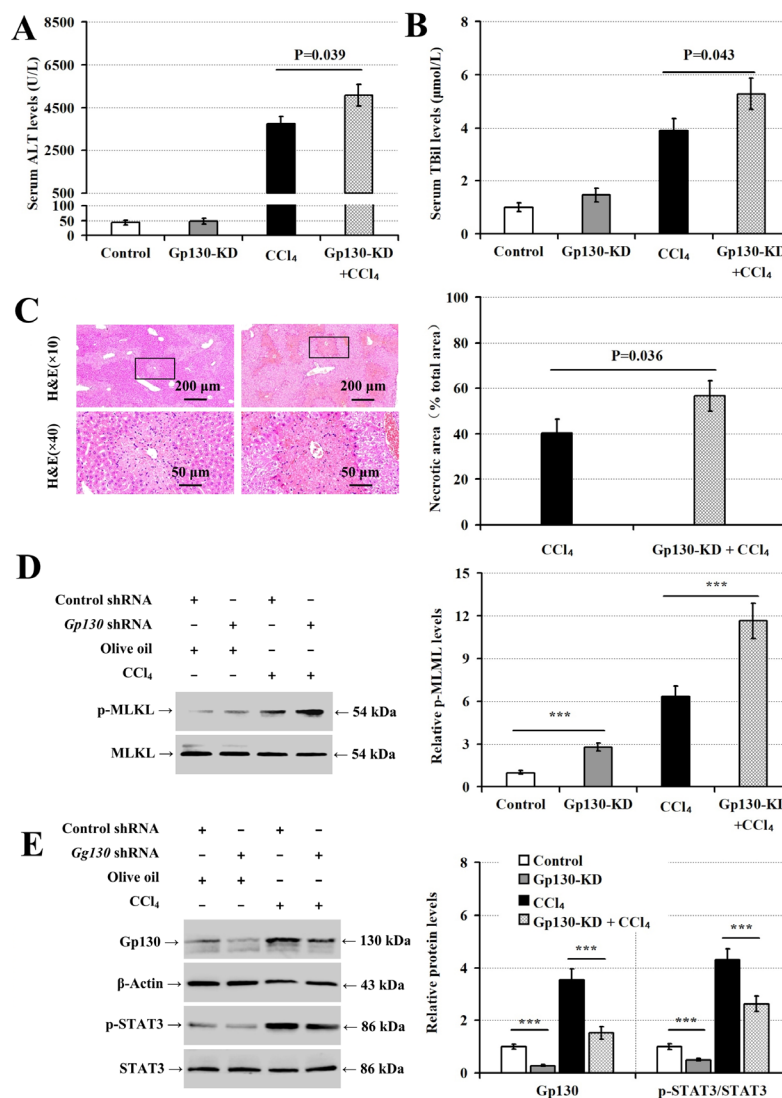 A
Serum ALT levels (U/L)
8500
6500
4500
2500
500
100
50
0
P=0.039
Control
Gp130-KD
CCl₄
Gp130-KD
+CCl₄
B
Serum TBil levels (μmol/L)
8
6
4
2
0
P=0.043
Control
Gp130-KD
CCl₄
Gp130-KD
+CCl₄
C
H&E(×10)
200 μm
200 μm
H&E(×40)
50 μm
50 μm
Necrotic area（% total area）
100
80
60
40
20
0
P=0.036
CCl₄
Gp130-KD + CCl₄
D
Control shRNA + – + –
Gp130 shRNA – + – +
Olive oil + + – –
CCl₄ – – + +
p-MLKL → ← 54 kDa
MLKL → ← 54 kDa
Relative p-MLML levels
15
12
9
6
3
0
***
***
Control
Gp130-KD
CCl₄
Gp130-KD
+CCl₄
E
Control shRNA + – + –
Gg130 shRNA – + – +
Olive oil + + – –
CCl₄ – – + +
Gp130 → ← 130 kDa
β-Actin → ← 43 kDa
p-STAT3 → ← 86 kDa
STAT3 → ← 86 kDa
Relative protein levels
8
6
4
2
0
Control
Gp130-KD
CCl₄
Gp130-KD + CCl₄
***
***
***
***
Gp130
p-STAT3/STAT3